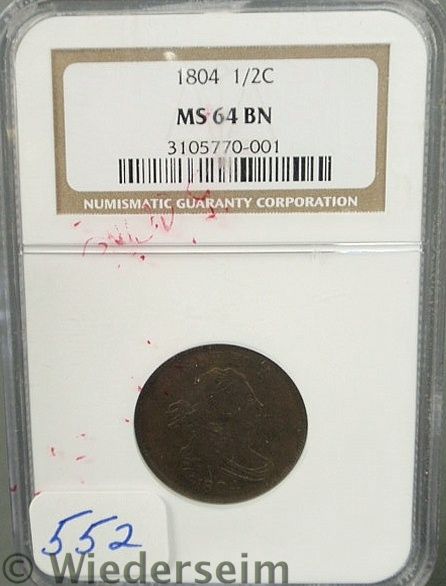 1804 1/2C
MS 64 BN
3105770-001
NUMISMATIC GUARANTY CORPORATION
552
© Wiederseim